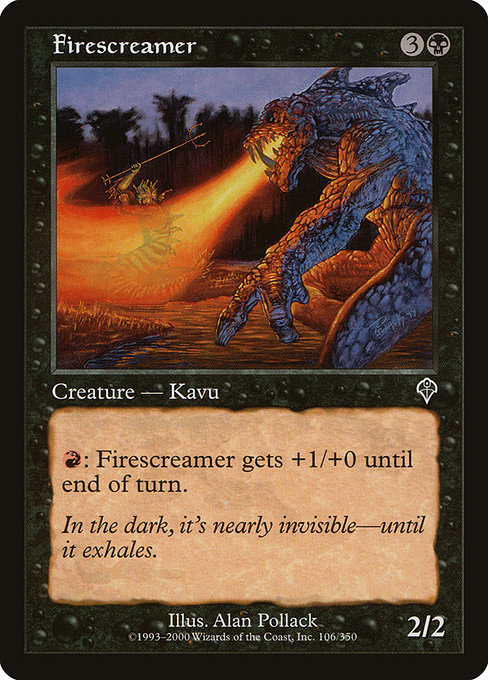 Firescreamer 3
Creature — Kavu
: Firescreamer gets +1/+0 until
end of turn.
In the dark, it's nearly invisible—until
it exhales.
Illus. Alan Pollack
©1993–2000 Wizards of the Coast, Inc. 106/350
2/2